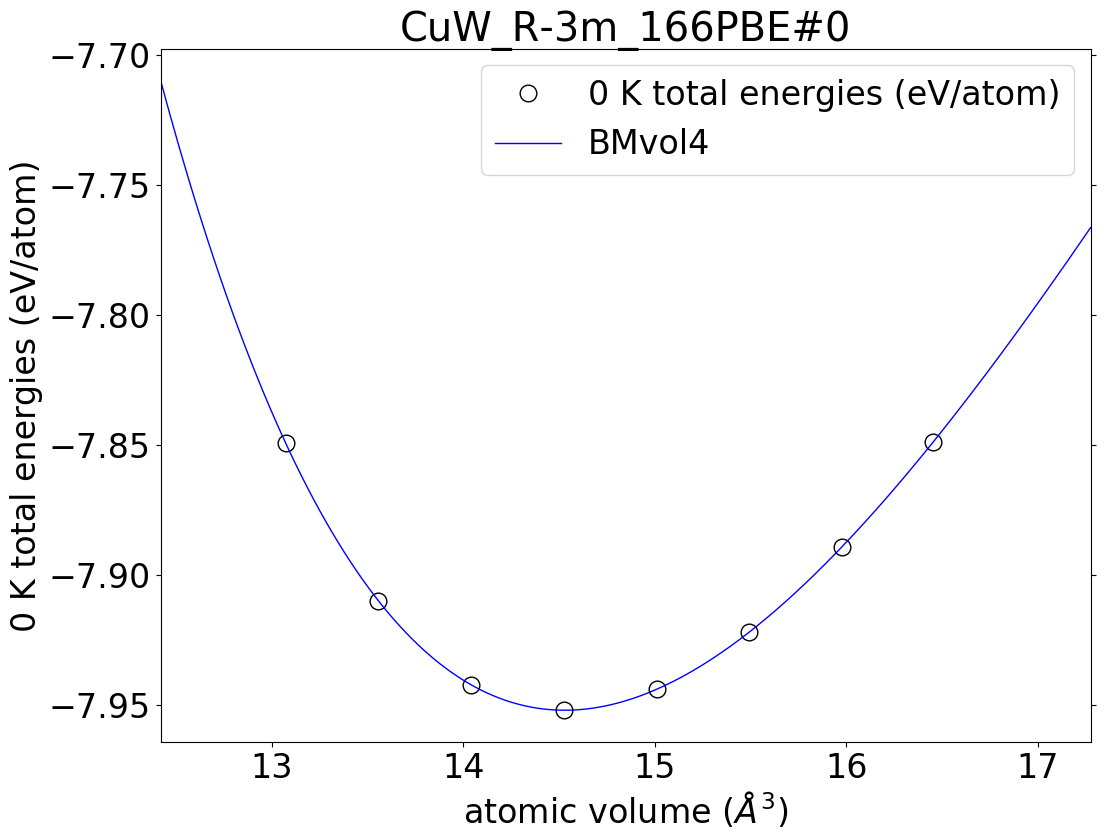 CuW_R-3m_166PBE#0
0 K total energies (eV/atom)
BMvol4
−7.70
−7.75
−7.80
−7.85
−7.90
−7.95
0 K total energies (eV/atom)
13 14 15 16 17
atomic volume (Å³)